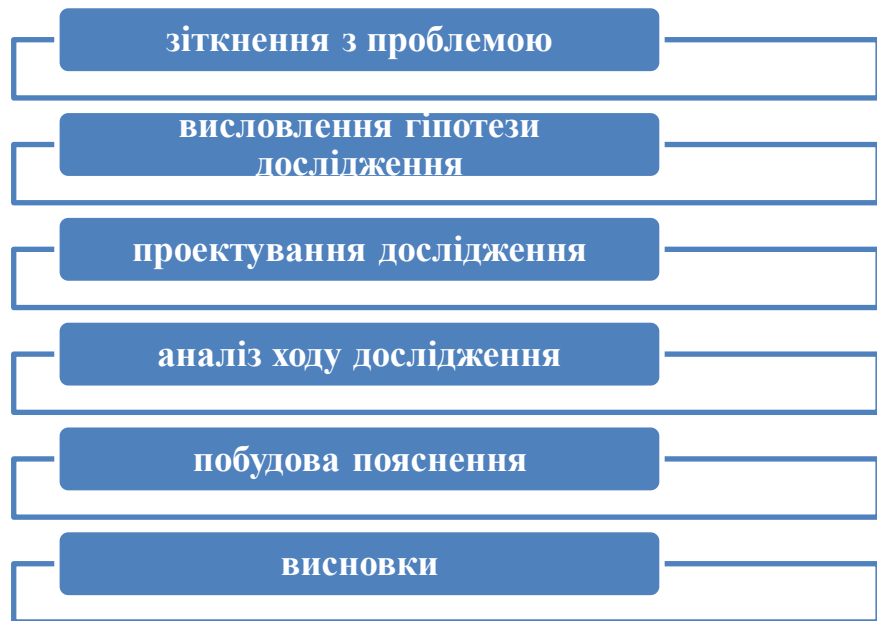 зіткнення з проблемою
висловлення гіпотези
дослідження
проектування дослідження
аналіз ходу дослідження
побудова пояснення
висновки